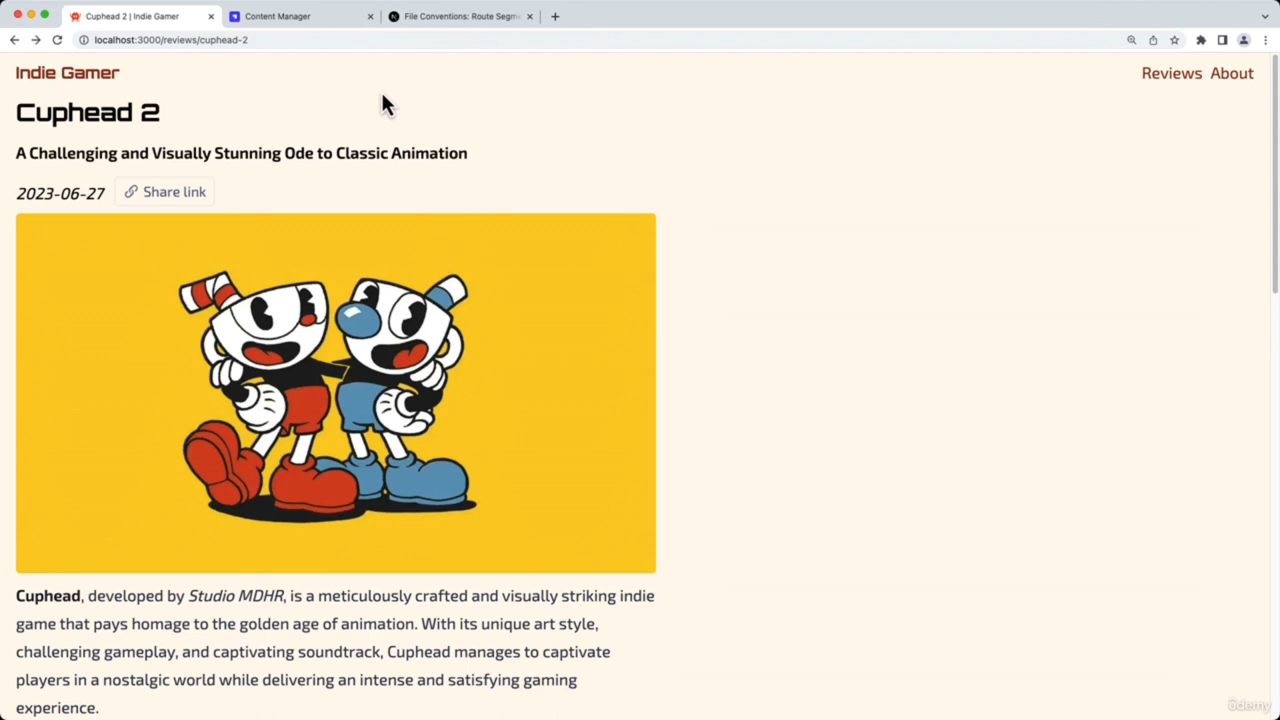 Cuphead 2 | Indie Gamer
Content Manager
File Conventions: Route Segme
localhost:3000/reviews/cuphead-2
Indie Gamer
Reviews About
Cuphead 2
A Challenging and Visually Stunning Ode to Classic Animation
2023-06-27 Share link
Cuphead, developed by Studio MDHR, is a meticulously crafted and visually striking indie
game that pays homage to the golden age of animation. With its unique art style,
challenging gameplay, and captivating soundtrack, Cuphead manages to captivate
players in a nostalgic world while delivering an intense and satisfying gaming
experience.
ûdemy